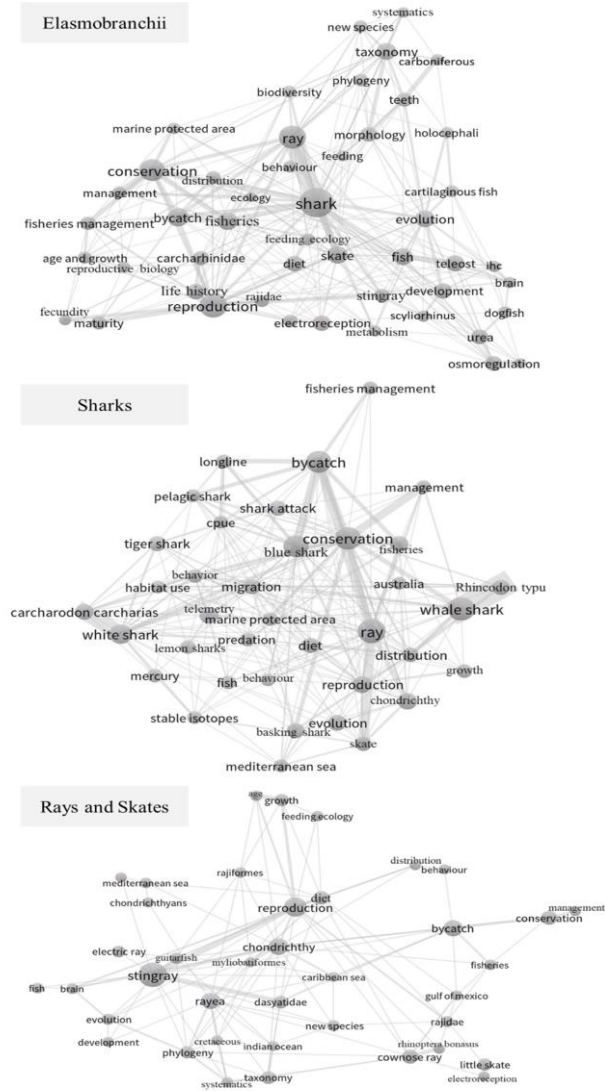 Elasmobranchii
systematics
new species
taxonomy
carboniferous
phylogeny
biodiversity
teeth
marine protected area
ray
morphology
holocephali
feeding
conservation
behaviour
distribution
management
ecology
shark
cartilaginous fish
bycatch
fisheries
evolution
fisheries management
feeding ecology
age and growth
carcharhinidae
skate
fish
teleost
ihc
reproductive biology
diet
brain
life history
rajidae
stingray
development
fecundity
reproduction
scyliorhinus
dogfish
maturity
electroreception
metabolism
urea
osmoregulation
Sharks
fisheries management
longline
bycatch
management
pelagic shark
shark attack
cpue
conservation
tiger shark
blue shark
fisheries
behavior
habitat use
migration
australia
Rhincodon typu
carcharodon carcharias
telemetry
whale shark
marine protected area
white shark
predation
ray
lemon sharks
diet
distribution
mercury
fish
behaviour
reproduction
growth
chondrichthy
stable isotopes
evolution
basking shark
skate
mediterranean sea
Rays and Skates
age
growth
feeding ecology
distribution
rajiformes
behaviour
mediterranean sea
diet
chondrichthyans
reproduction
management
conservation
bycatch
electric ray
chondrichthy
guitarfish
myliobatiformes
fisheries
stingray
caribbean sea
fish
brain
gulf of mexico
rayea
dasyatidae
evolution
new species
rajidae
development
cretaceous
indian ocean
rhinoptera bonasus
phylogeny
cownose ray
little skate
systematics
taxonomy
electroreception